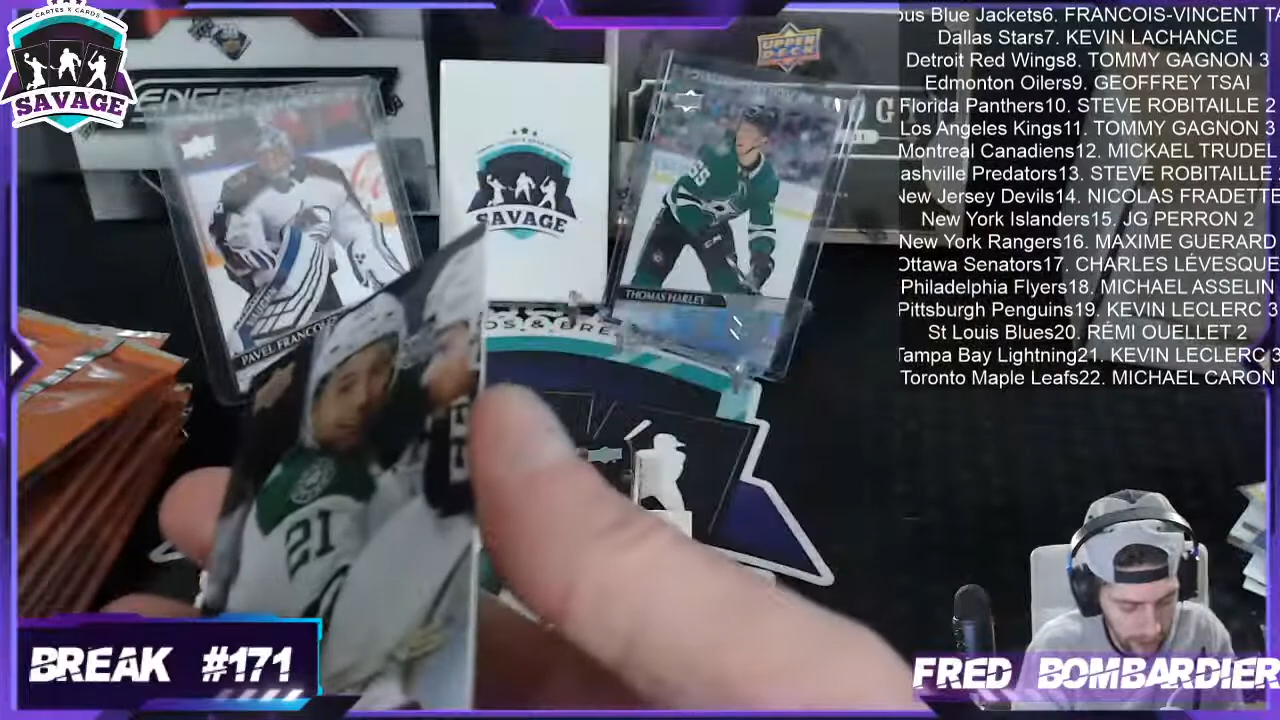 CARTES X CARDS
SAVAGE
ous Blue Jackets6. FRANCOIS-VINCENT TA
Dallas Stars7. KEVIN LACHANCE
Detroit Red Wings8. TOMMY GAGNON 3
Edmonton Oilers9. GEOFFREY TSAI
Florida Panthers10. STEVE ROBITAILLE 2
Los Angeles Kings11. TOMMY GAGNON 3
Montreal Canadiens12. MICKAEL TRUDEL
ashville Predators13. STEVE ROBITAILLE
New Jersey Devils14. NICOLAS FRADETTE
New York Islanders15. JG PERRON 2
New York Rangers16. MAXIME GUERARD
Ottawa Senators17. CHARLES LÉVESQUE
Philadelphia Flyers18. MICHAEL ASSELIN
Pittsburgh Penguins19. KEVIN LECLERC 3
St Louis Blues20. RÉMI OUELLET 2
Tampa Bay Lightning21. KEVIN LECLERC 3
Toronto Maple Leafs22. MICHAEL CARON
UPPER DECK
SAVAGE
55
THOMAS HARLEY
PAVEL FRANCO
21
BREAK #171
FRED BOMBARDIER